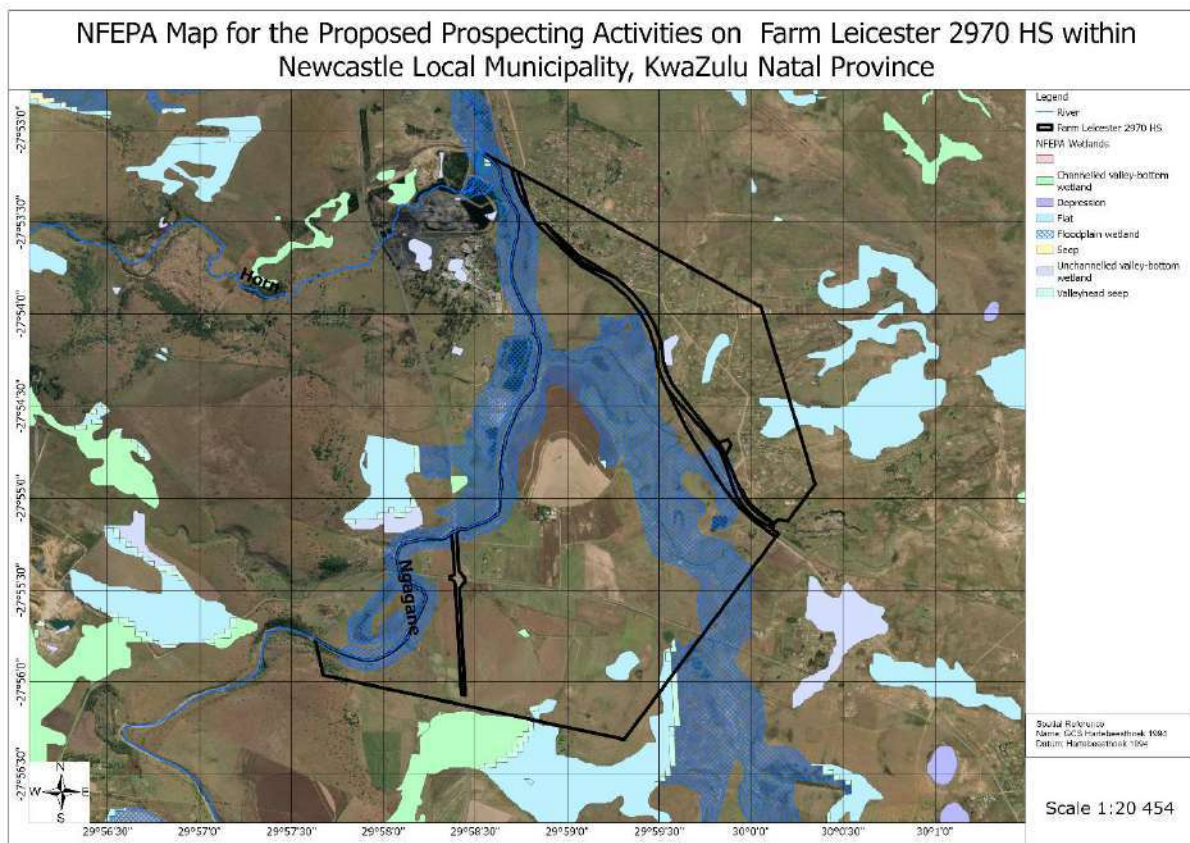 NFEPA Map for the Proposed Prospecting Activities on Farm Leicester 2970 HS within
Newcastle Local Municipality, KwaZulu Natal Province
Legend
River
Farm Leicester 2970 HS
NFEPA Wetlands
Channelled valley-bottom
wetland
Depression
Flat
Floodplain wetland
Seep
Unchannelled valley-bottom
wetland
Valleyhead seep
-27°53'0"
-27°53'30"
-27°54'0"
-27°54'30"
-27°55'0"
-27°55'30"
-27°56'0"
-27°56'30"
Horn
Ngagane
N
W E
S
29°56'30"
29°57'0"
29°57'30"
29°58'0"
29°58'30"
29°59'0"
29°59'30"
30°0'0"
30°0'30"
30°1'0"
Spatial Reference
Name: GCS Hartebeesthoek 1994
Datum: Hartebeesthoek 1994
Scale 1:20 454